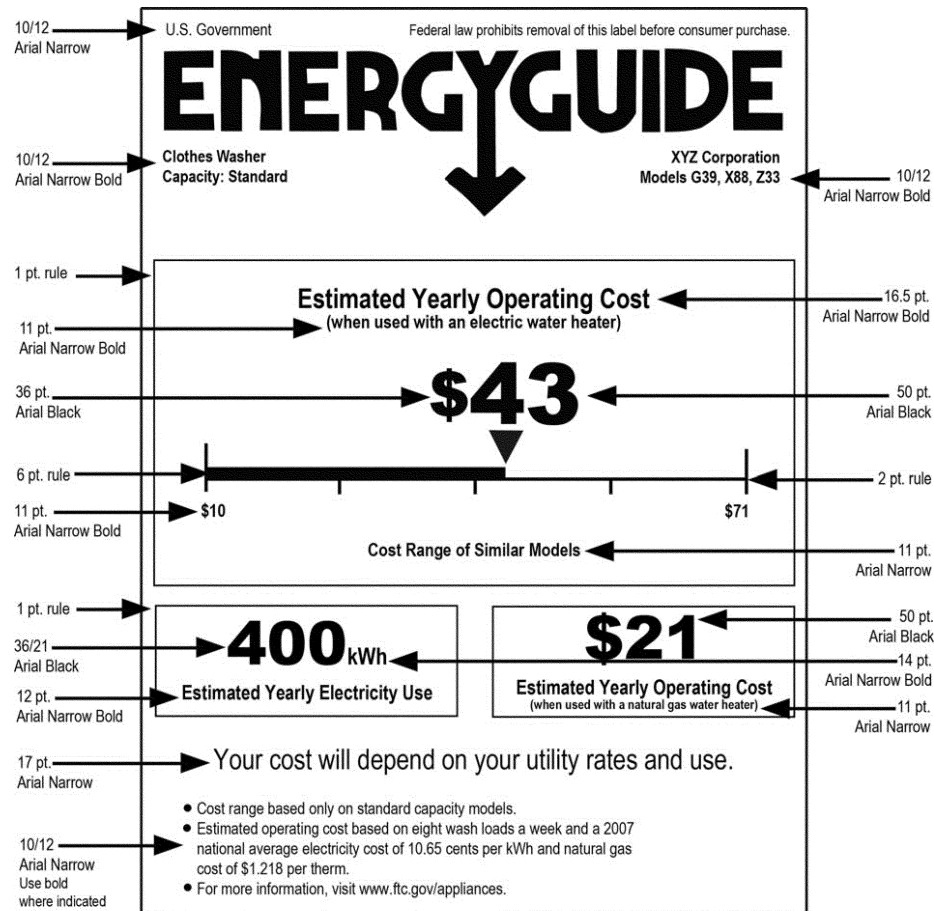 10/12
Arial Narrow
U.S. Government
Federal law prohibits removal of this label before consumer purchase.
ENERGYGUIDE
10/12
Arial Narrow Bold
Clothes Washer
Capacity: Standard
XYZ Corporation
Models G39, X88, Z33
10/12
Arial Narrow Bold
1 pt. rule
Estimated Yearly Operating Cost
(when used with an electric water heater)
16.5 pt.
Arial Narrow Bold
11 pt.
Arial Narrow Bold
36 pt.
Arial Black
$43
50 pt.
Arial Black
6 pt. rule
2 pt. rule
11 pt.
Arial Narrow Bold
$10
$71
Cost Range of Similar Models
11 pt.
Arial Narrow
1 pt. rule
36/21
Arial Black
400 kWh
Estimated Yearly Electricity Use
12 pt.
Arial Narrow Bold
$21
Estimated Yearly Operating Cost
(when used with a natural gas water heater)
50 pt.
Arial Black
14 pt.
Arial Narrow Bold
11 pt.
Arial Narrow
17 pt.
Arial Narrow
Your cost will depend on your utility rates and use.
10/12
Arial Narrow
Use bold
where indicated
● Cost range based only on standard capacity models.
● Estimated operating cost based on eight wash loads a week and a 2007
national average electricity cost of 10.65 cents per kWh and natural gas
cost of $1.218 per therm.
● For more information, visit www.ftc.gov/appliances.